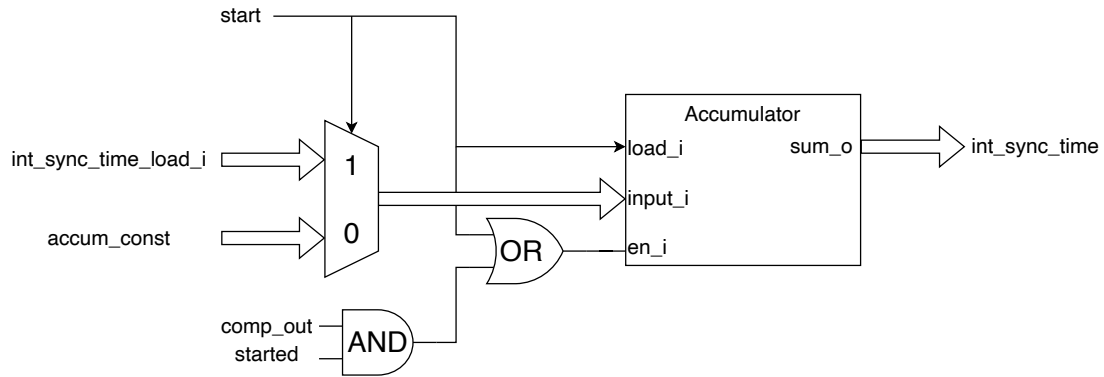 start
Accumulator
int_sync_time_load_i
1
load_i
sum_o
int_sync_time
input_i
accum_const
0
OR
en_i
comp_out
started
AND